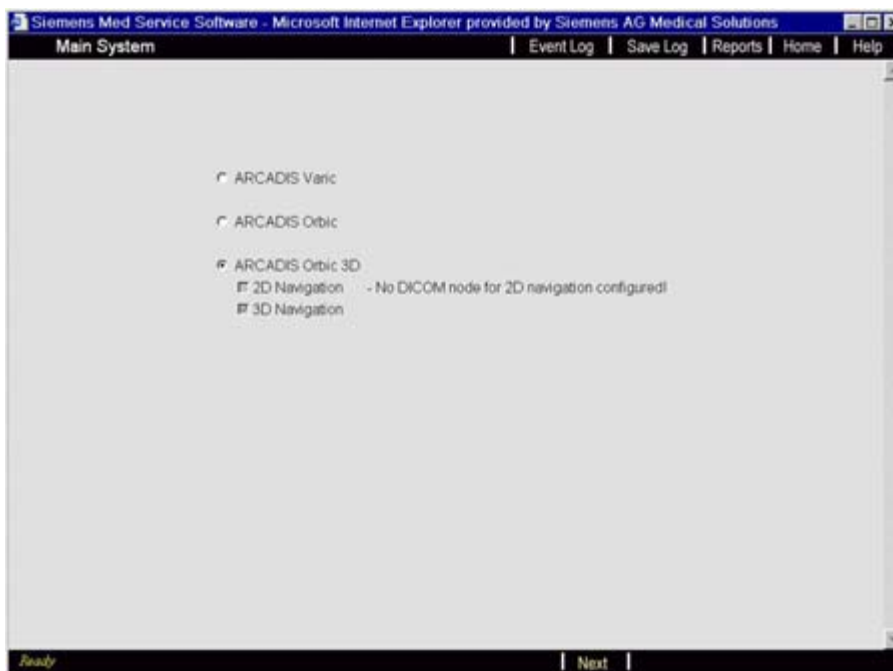 Siemens Med Service Software - Microsoft Internet Explorer provided by Siemens AG Medical Solutions
Main System Event Log Save Log Reports Home Help
ARCADIS Varic
ARCADIS Orbic
ARCADIS Orbic 3D
2D Navigation - No DICOM node for 2D navigation configured!
3D Navigation
Ready Next